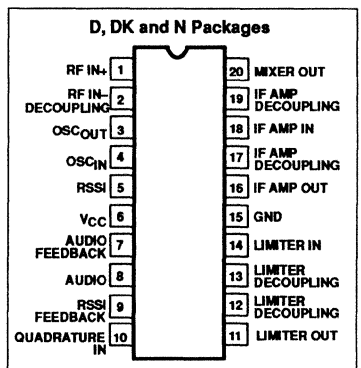 D, DK and N Packages
RF IN+ 1
RF IN–
DECOUPLING 2
OSCOUT 3
OSCIN 4
RSSI 5
VCC 6
AUDIO
FEEDBACK 7
AUDIO 8
RSSI
FEEDBACK 9
QUADRATURE
IN 10
20 MIXER OUT
19 IF AMP
DECOUPLING
18 IF AMP IN
17 IF AMP
DECOUPLING
16 IF AMP OUT
15 GND
14 LIMITER IN
13 LIMITER
DECOUPLING
12 LIMITER
DECOUPLING
11 LIMITER OUT